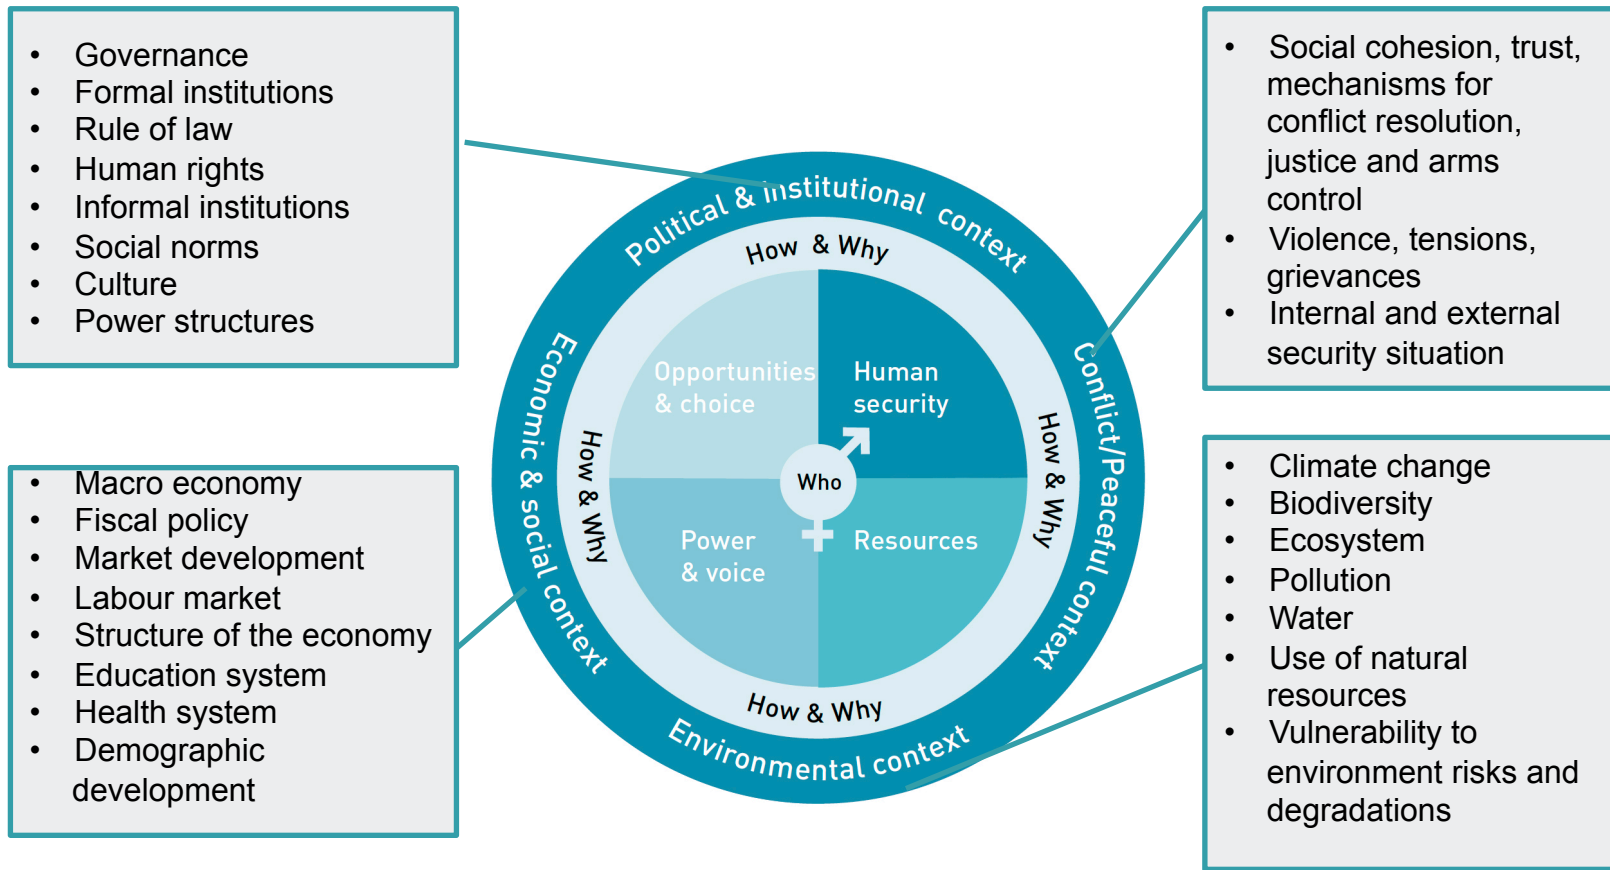 • Governance
• Formal institutions
• Rule of law
• Human rights
• Informal institutions
• Social norms
• Culture
• Power structures
• Social cohesion, trust,
mechanisms for
conflict resolution,
justice and arms
control
• Violence, tensions,
grievances
• Internal and external
security situation
Political & institutional context
Conflict/Peaceful context
Environmental context
Economic & social context
How & Why
How & Why
How & Why
How & Why
Opportunities
& choice
Human
security
Who
Power
& voice
Resources
• Macro economy
• Fiscal policy
• Market development
• Labour market
• Structure of the economy
• Education system
• Health system
• Demographic
development
• Climate change
• Biodiversity
• Ecosystem
• Pollution
• Water
• Use of natural
resources
• Vulnerability to
environment risks and
degradations